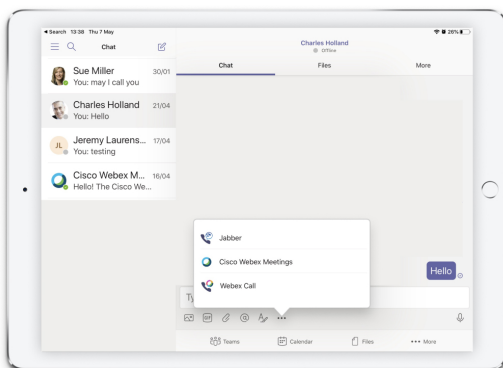 Search 13:38 Thu 7 May
26%
Chat
Charles Holland
Offline
Chat Files More
Sue Miller 30/01
You: may I call you
Charles Holland 21/04
You: Hello
JL Jeremy Laurens... 17/04
You: testing
Cisco Webex M... 16/04
Hello! The Cisco We...
Jabber
Cisco Webex Meetings
Webex Call
Hello
Ty
GIF
Teams Calendar Files More